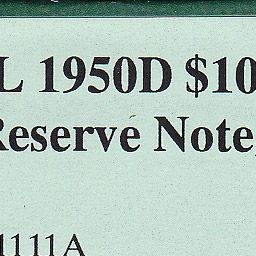 L 1950D $10
Reserve Note,
1111A